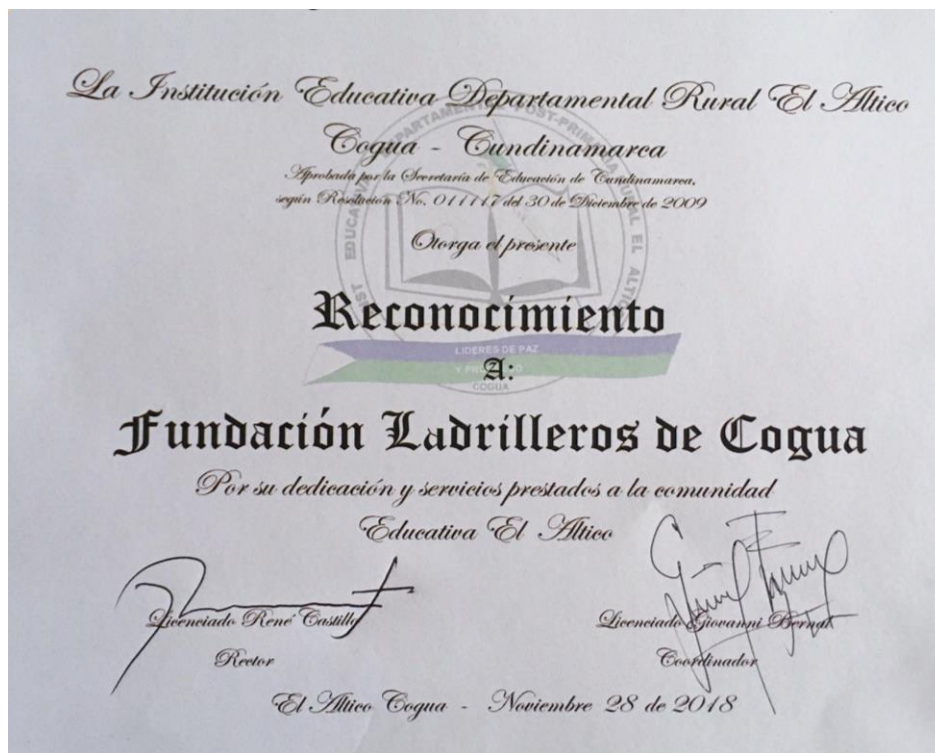 La Institución Educativa Departamental Rural El Altico
Cogua - Cundinamarca
Aprobada por la Secretaría de Educación de Cundinamarca,
según Resolución No. 011717 del 30 de Diciembre de 2009
Otorga el presente
Reconocimiento
LIDERES DE PAZ
A:
COGUA
Fundación Ladrilleros de Cogua
Por su dedicación y servicios prestados a la comunidad
Educativa El Altico
Licenciado René Castillo
Licenciado Giovanni Bernal
Rector
Coordinador
El Altico Cogua - Noviembre 28 de 2018